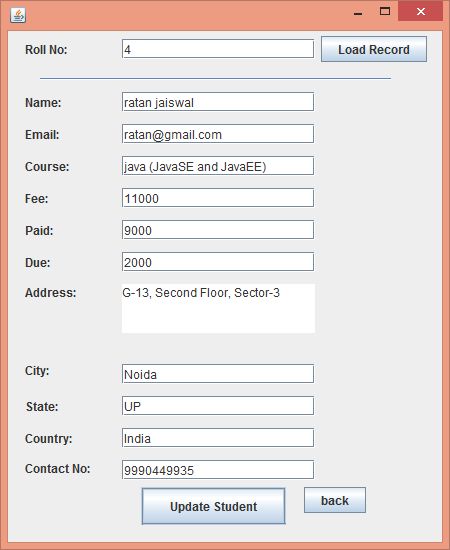 Roll No: 4 Load Record
Name: ratan jaiswal
Email: ratan@gmail.com
Course: java (JavaSE and JavaEE)
Fee: 11000
Paid: 9000
Due: 2000
Address: G-13, Second Floor, Sector-3
City: Noida
State: UP
Country: India
Contact No: 9990449935
Update Student back